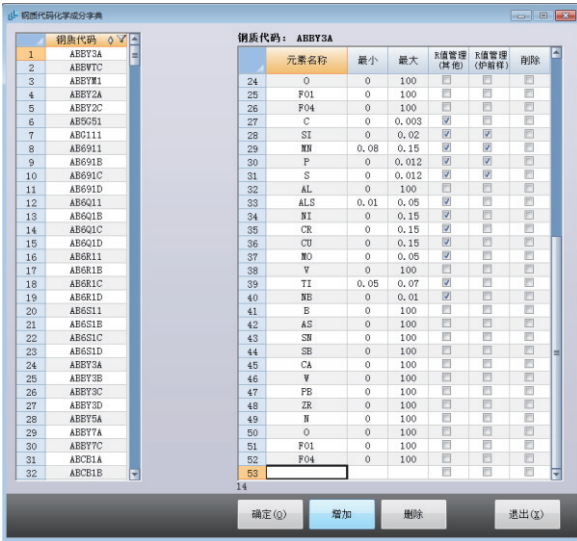 钢质代码化学成分字典
钢质代码
1 ABBY3A
2 ABBWTC
3 ABBYM1
4 ABBY2A
5 ABBY2C
6 AB5G51
7 ABG111
8 AB6911
9 AB691B
10 AB691C
11 AB691D
12 AB6Q11
13 AB6Q1B
14 AB6Q1C
15 AB6Q1D
16 AB6R11
17 AB6R1B
18 AB6R1C
19 AB6R1D
20 AB6S11
21 AB6S1B
22 AB6S1C
23 AB6S1D
24 ABBY3A
25 ABBY3B
26 ABBY3C
27 ABBY3D
28 ABBY5A
29 ABBY7A
30 ABBY7C
31 ABCB1A
32 ABCB1B
钢质代码: ABBY3A
元素名称 最小 最大 R值管理(其他) R值管理(炉前样) 删除
24 O 0 100
25 F01 0 100
26 F04 0 100
27 C 0 0.003
28 SI 0 0.02
29 MN 0.08 0.15
30 P 0 0.012
31 S 0 0.012
32 AL 0 100
33 ALS 0.01 0.05
34 NI 0 0.15
35 CR 0 0.15
36 CU 0 0.15
37 MO 0 0.05
38 V 0 100
39 TI 0.05 0.07
40 NB 0 0.01
41 B 0 100
42 AS 0 100
43 SN 0 100
44 SB 0 100
45 CA 0 100
46 W 0 100
47 PB 0 100
48 ZR 0 100
49 N 0 100
50 O 0 100
51 F01 0 100
52 F04 0 100
53
14
确定(O) 增加 删除 退出(X)